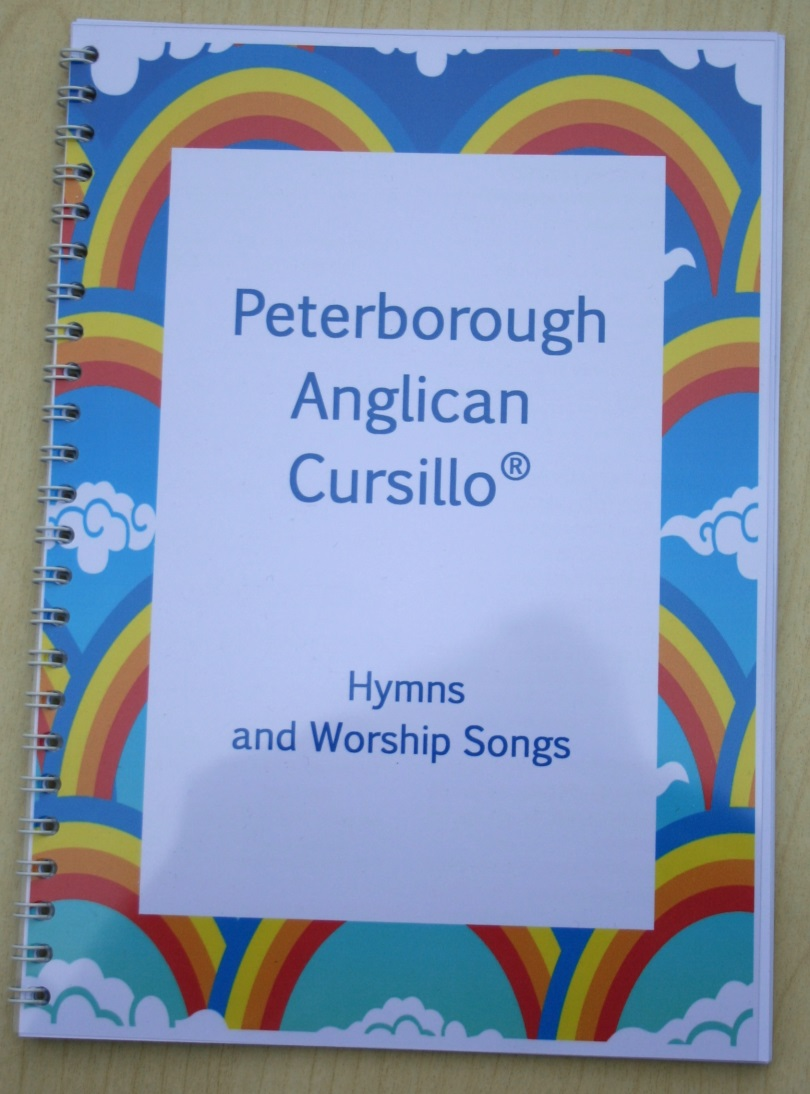 Peterborough
Anglican
Cursillo®
Hymns
and Worship Songs